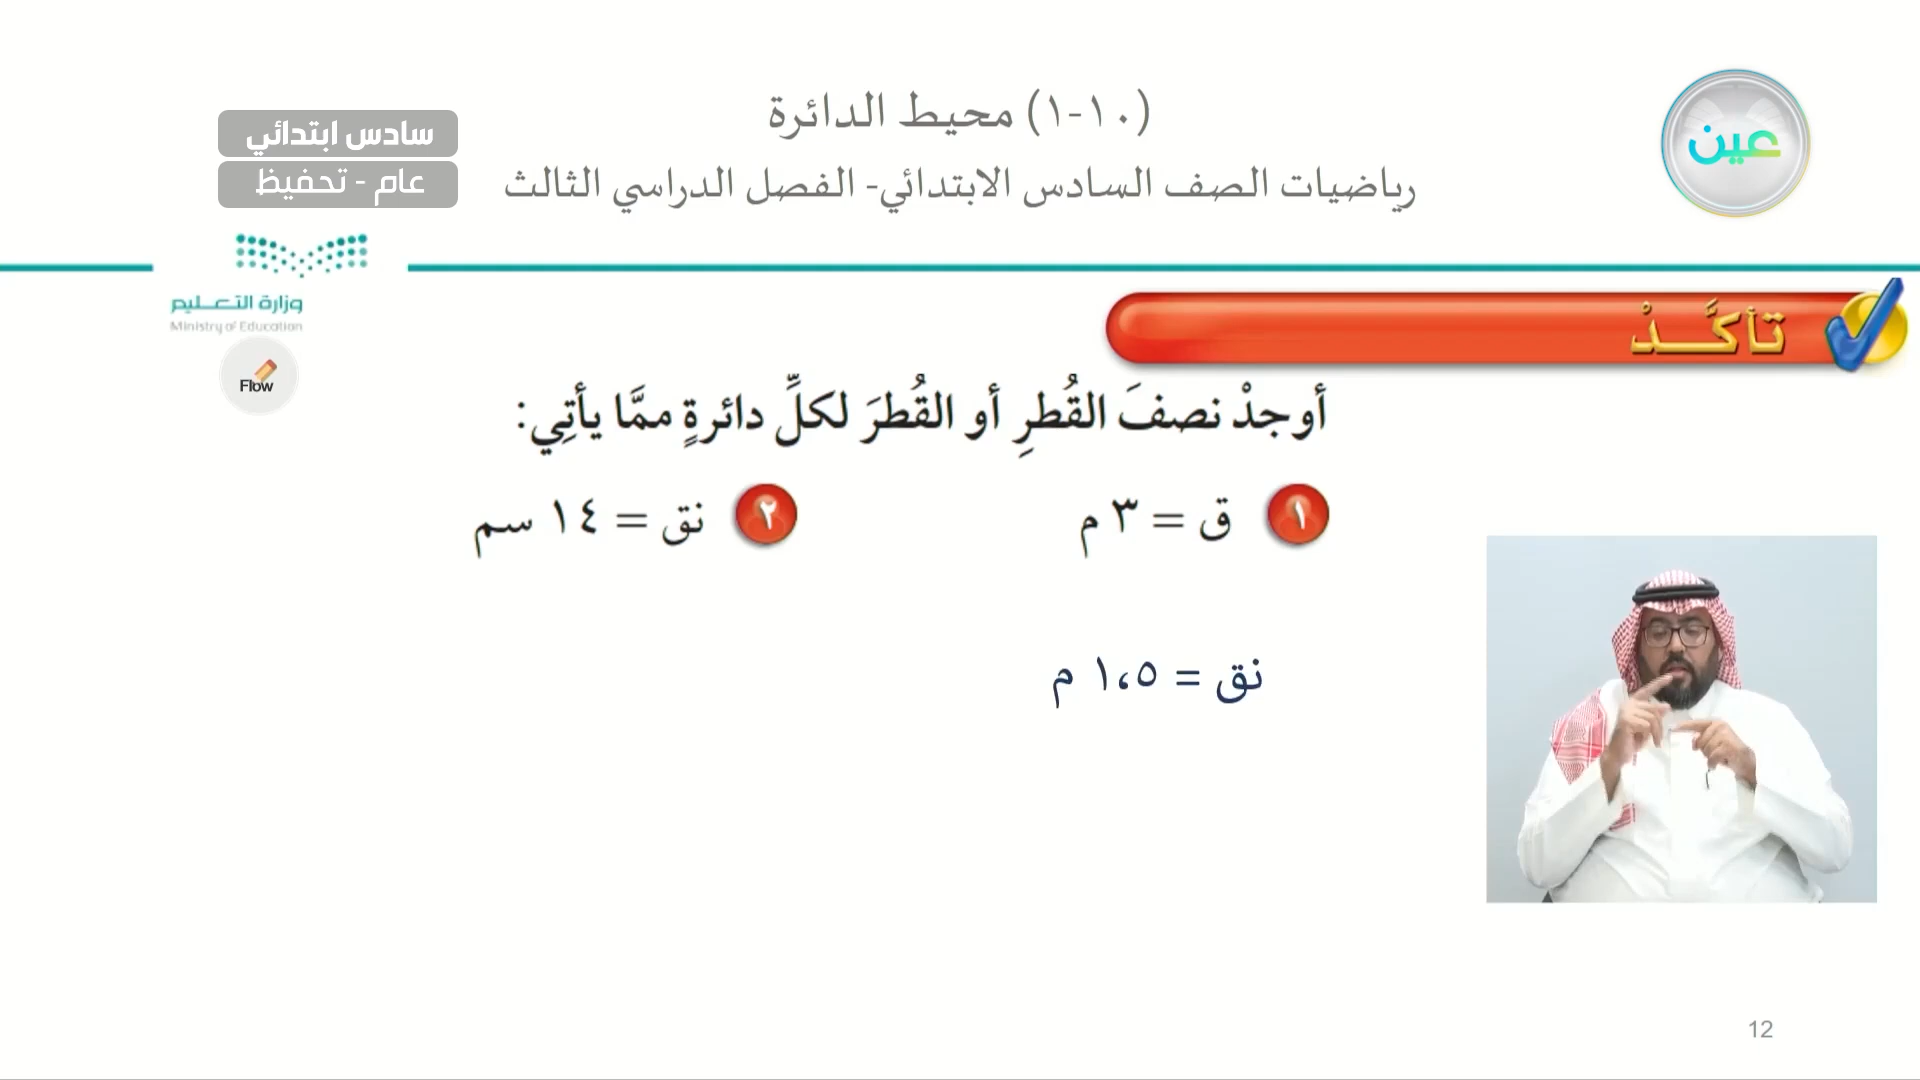 (١٠-١) محيط الدائرة
رياضيات الصف السادس الابتدائي- الفصل الدراسي الثالث
عين
سادس ابتدائي
عام - تحفيظ
وزارة التعليم
Ministry of Education
Flow
تأكَّدْ
أوجدْ نصفَ القُطرِ أو القُطرَ لكلِّ دائرةٍ ممَّا يأتِي:
١ ق = ٣ م
٢ نق = ١٤ سم
نق = ١،٥ م
12